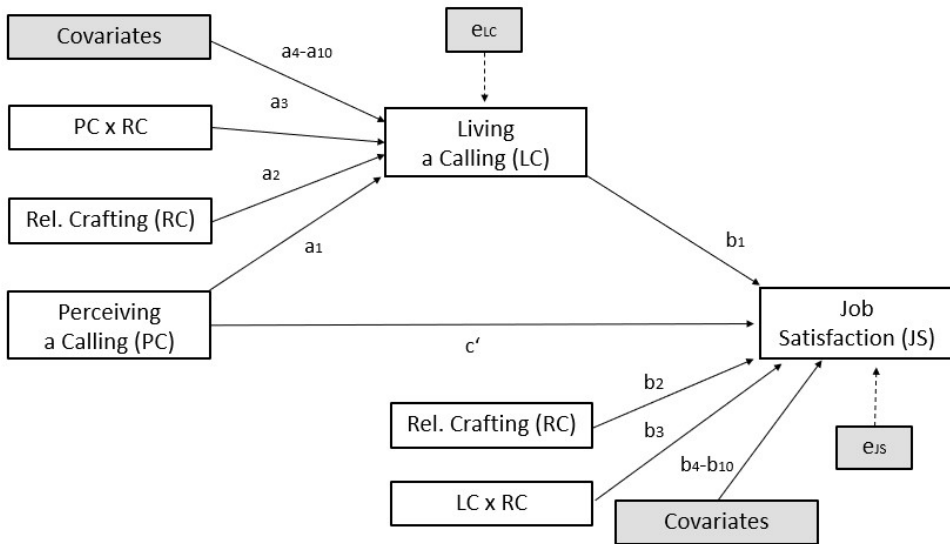 Covariates
a4-a10
eLC
PC x RC
a3
Living
a Calling (LC)
Rel. Crafting (RC)
a2
a1
b1
Perceiving
a Calling (PC)
c‘
Job
Satisfaction (JS)
Rel. Crafting (RC)
b2
b3
LC x RC
b4-b10
eJS
Covariates